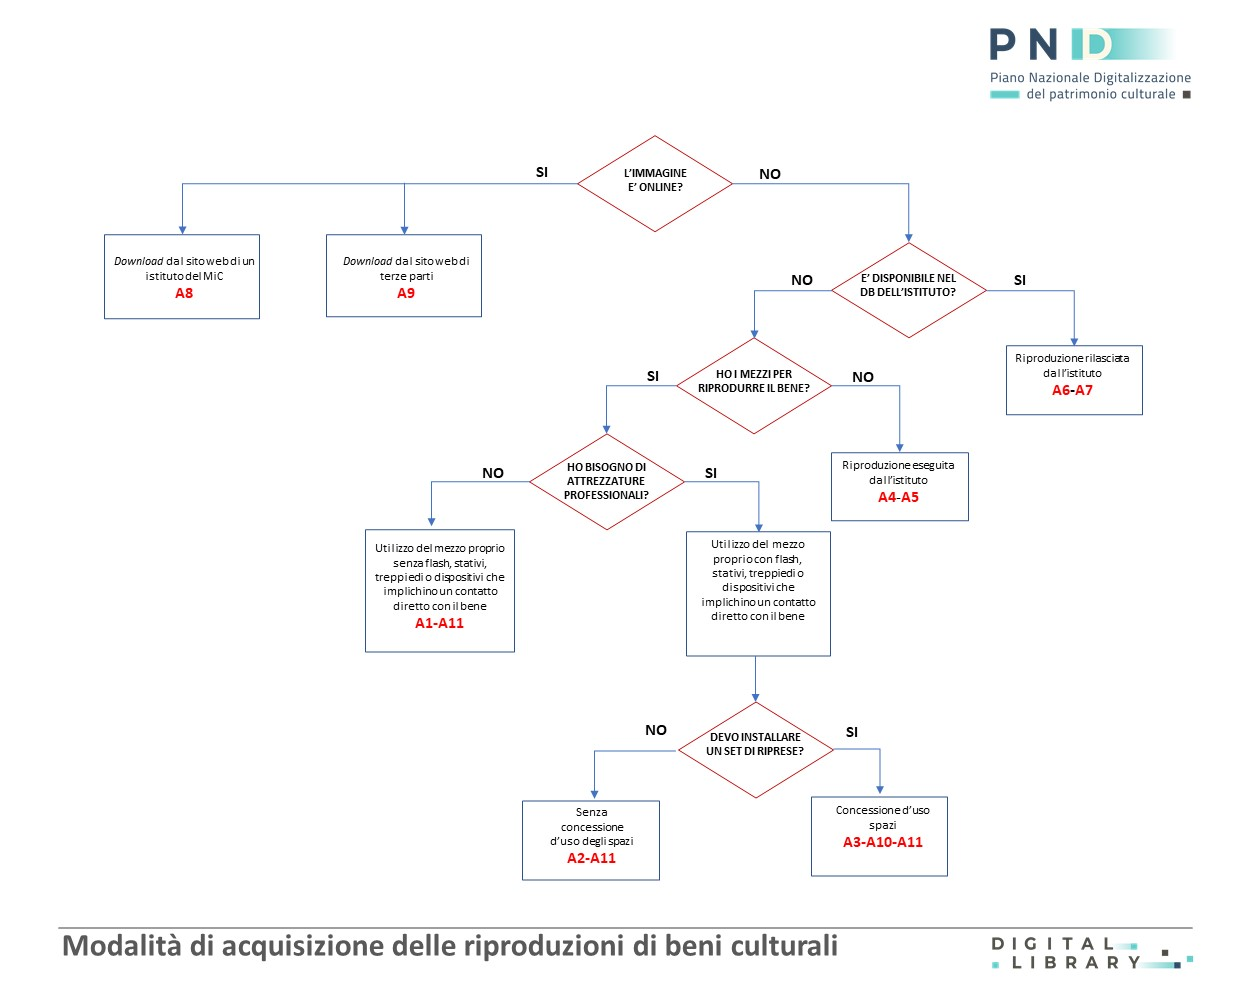 PND
Piano Nazionale Digitalizzazione
del patrimonio culturale
L'IMMAGINE
E' ONLINE?
SI
NO
Download dal sito web di un
istituto del MiC
A8
Download dal sito web di
terze parti
A9
E' DISPONIBILE NEL
DB DELL'ISTITUTO?
NO
SI
Riproduzione rilasciata
dall'istituto
A6-A7
HO I MEZZI PER
RIPRODURRE IL BENE?
SI
NO
Riproduzione eseguita
dall'istituto
A4-A5
HO BISOGNO DI
ATTREZZATURE
PROFESSIONALI?
NO
SI
Utilizzo del mezzo proprio
senza flash, stativi,
treppiedi o dispositivi che
implichino un contatto
diretto con il bene
A1-A11
Utilizzo del mezzo
proprio con flash,
stativi, treppiedi o
dispositivi che
implichino un contatto
diretto con il bene
DEVO INSTALLARE
UN SET DI RIPRESE?
NO
SI
Senza
concessione
d'uso degli spazi
A2-A11
Concessione d'uso
spazi
A3-A10-A11
Modalità di acquisizione delle riproduzioni di beni culturali
DIGITAL
LIBRARY